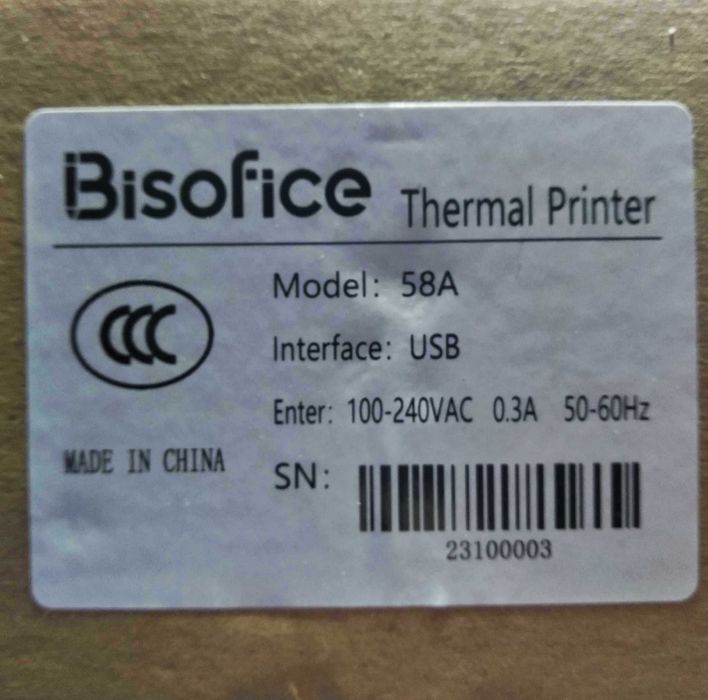 Bisofice Thermal Printer
CCC
Model: 58A
Interface: USB
Enter: 100-240VAC 0.3A 50-60Hz
MADE IN CHINA
SN:
23100003